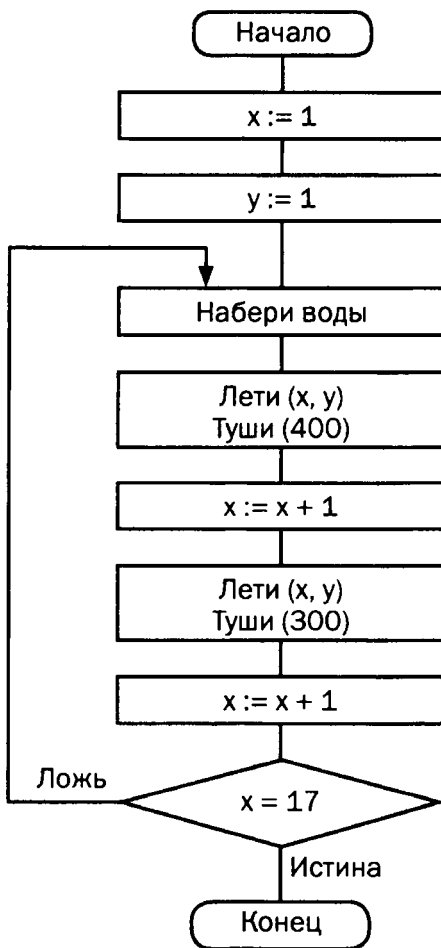 Начало
x := 1
y := 1
Набери воды
Лети (x, y)
Туши (400)
x := x + 1
Лети (x, y)
Туши (300)
x := x + 1
Ложь
x = 17
Истина
Конец